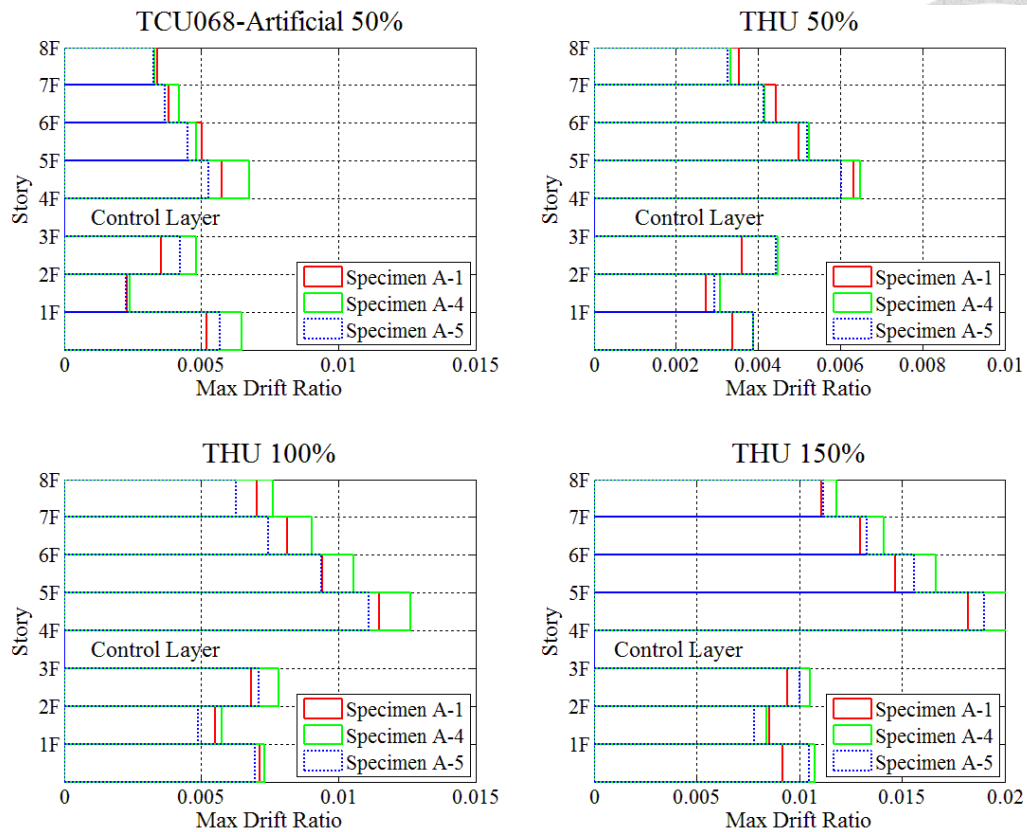 TCU068-Artificial 50%
8F
7F
6F
5F
4F
3F
2F
1F
Story
Control Layer
Specimen A-1
Specimen A-4
Specimen A-5
0 0.005 0.01 0.015
Max Drift Ratio
THU 50%
8F
7F
6F
5F
4F
3F
2F
1F
Story
Control Layer
Specimen A-1
Specimen A-4
Specimen A-5
0 0.002 0.004 0.006 0.008 0.01
Max Drift Ratio
THU 100%
8F
7F
6F
5F
4F
3F
2F
1F
Story
Control Layer
Specimen A-1
Specimen A-4
Specimen A-5
0 0.005 0.01 0.015
Max Drift Ratio
THU 150%
8F
7F
6F
5F
4F
3F
2F
1F
Story
Control Layer
Specimen A-1
Specimen A-4
Specimen A-5
0 0.005 0.01 0.015 0.02
Max Drift Ratio